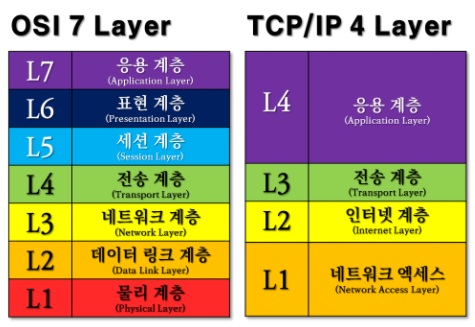 OSI 7 Layer
L7 응용 계층
(Application Layer)
L6 표현 계층
(Presentation Layer)
L5 세션 계층
(Session Layer)
L4 전송 계층
(Transport Layer)
L3 네트워크 계층
(Network Layer)
L2 데이터 링크 계층
(Data Link Layer)
L1 물리 계층
(Physical Layer)
TCP/IP 4 Layer
L4 응용 계층
(Application Layer)
L3 전송 계층
(Transport Layer)
L2 인터넷 계층
(Internet Layer)
L1 네트워크 엑세스
(Network Access Layer)